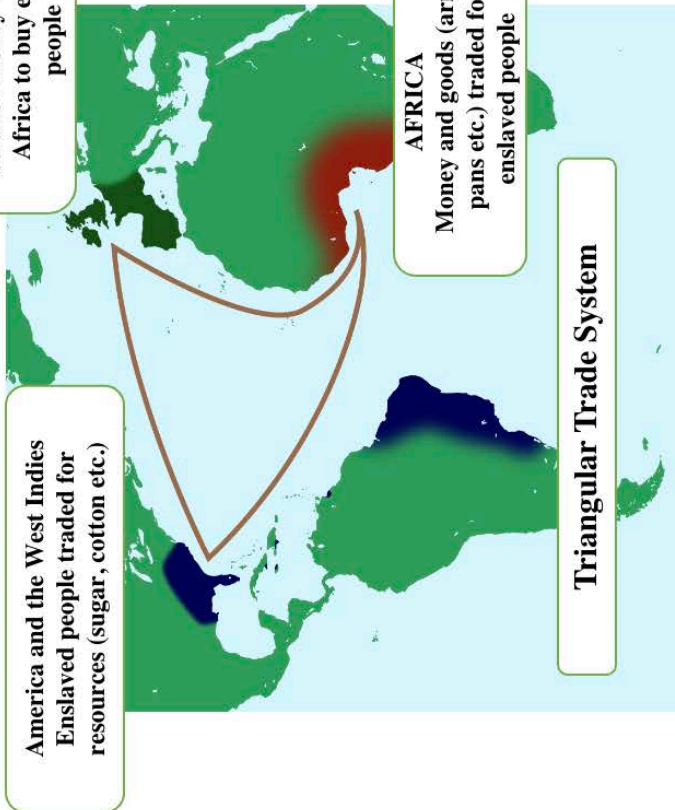 America and the West Indies
Enslaved people traded for
resources (sugar, cotton etc.)
Africa to buy e
people
AFRICA
Money and goods (ar
pans etc.) traded fo
enslaved people
Triangular Trade System